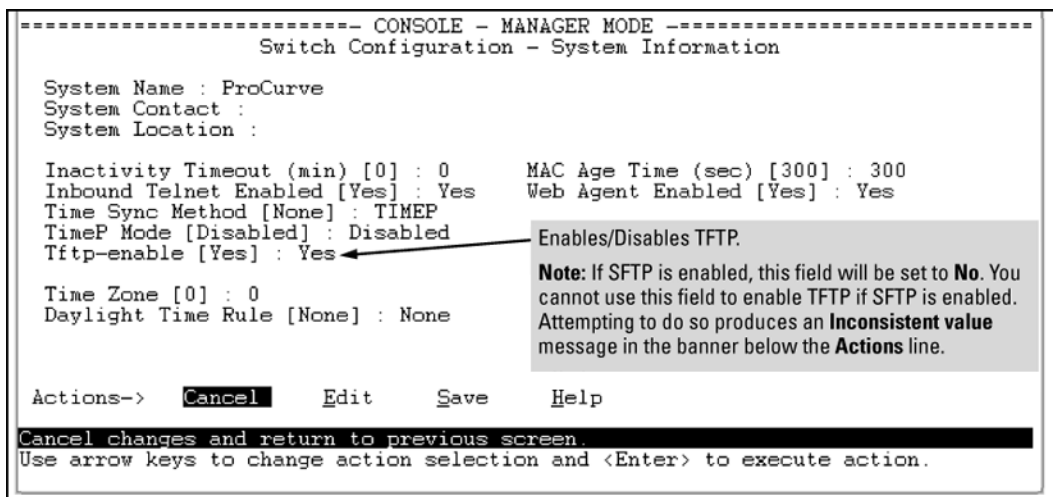 ==========================- CONSOLE - MANAGER MODE -============================
Switch Configuration - System Information
System Name : ProCurve
System Contact :
System Location :
Inactivity Timeout (min) [0] : 0 MAC Age Time (sec) [300] : 300
Inbound Telnet Enabled [Yes] : Yes Web Agent Enabled [Yes] : Yes
Time Sync Method [None] : TIMEP
TimeP Mode [Disabled] : Disabled
Tftp-enable [Yes] : Yes
Time Zone [0] : 0
Daylight Time Rule [None] : None
Enables/Disables TFTP.
Note: If SFTP is enabled, this field will be set to No. You
cannot use this field to enable TFTP if SFTP is enabled.
Attempting to do so produces an Inconsistent value
message in the banner below the Actions line.
Actions-> Cancel Edit Save Help
Cancel changes and return to previous screen.
Use arrow keys to change action selection and <Enter> to execute action.